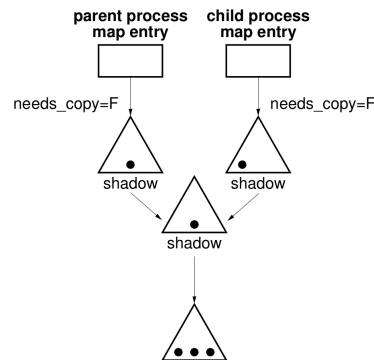 parent process child process
map entry map entry
needs_copy=F needs_copy=F
shadow shadow
shadow